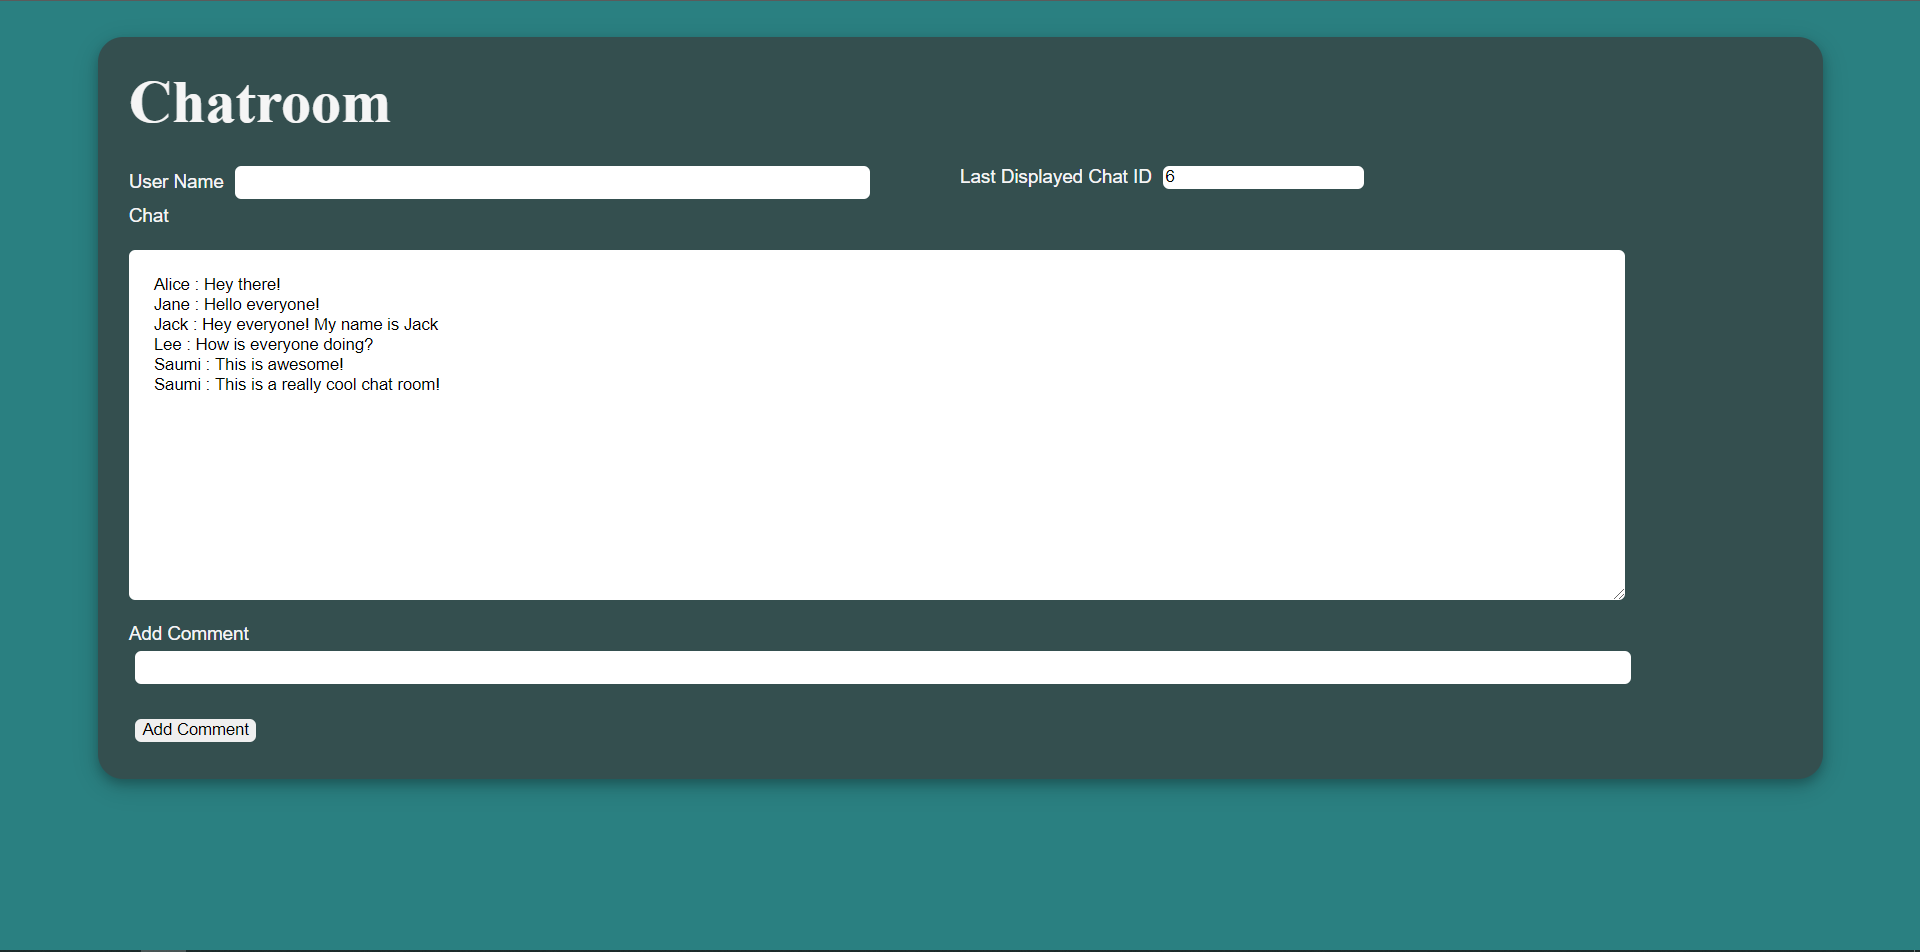 Chatroom
User Name
Last Displayed Chat ID 6
Chat
Alice : Hey there!
Jane : Hello everyone!
Jack : Hey everyone! My name is Jack
Lee : How is everyone doing?
Saumi : This is awesome!
Saumi : This is a really cool chat room!
Add Comment
Add Comment